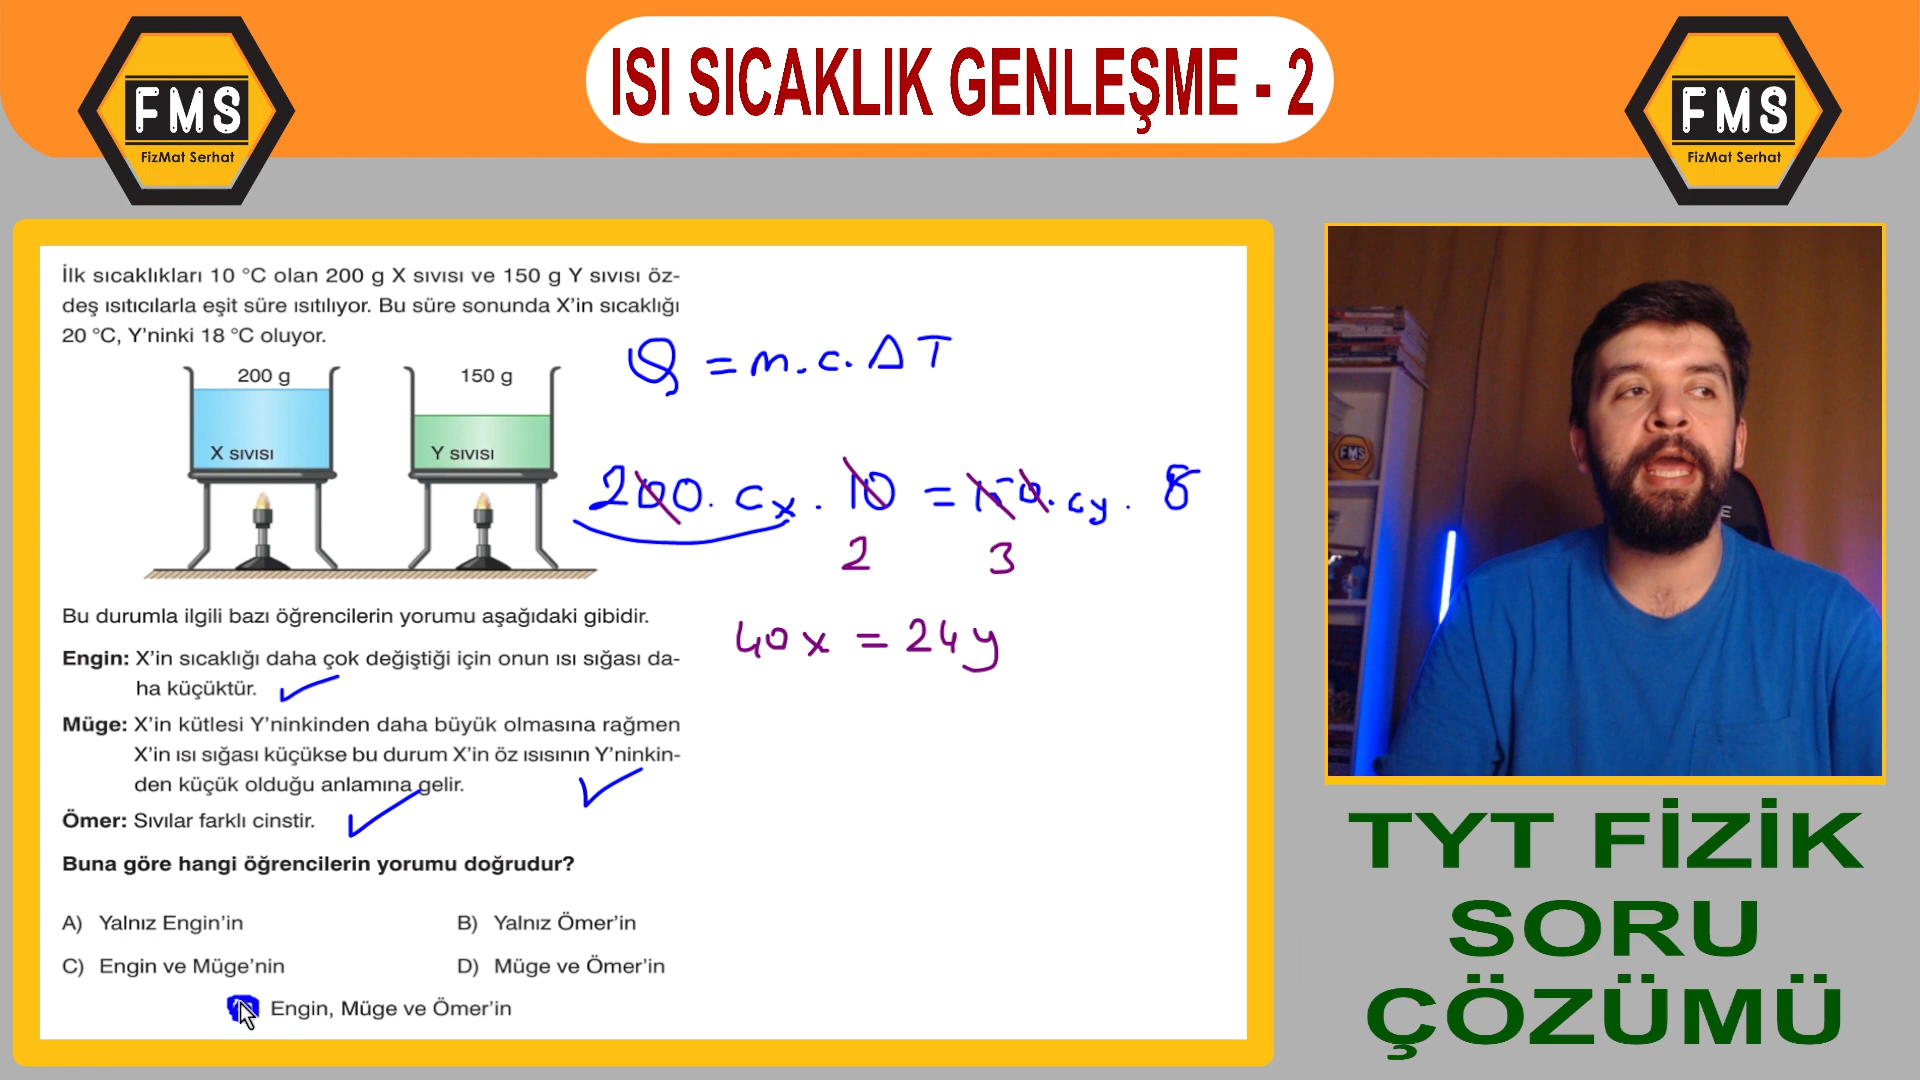 ISI SICAKLIK GENLEŞME - 2
FMS
FizMat Serhat
FMS
FizMat Serhat
İlk sıcaklıkları 10 °C olan 200 g X sıvısı ve 150 g Y sıvısı öz-
deş ısıtıcılarla eşit süre ısıtılıyor. Bu süre sonunda X’in sıcaklığı
20 °C, Y’ninki 18 °C oluyor.
200 g
150 g
X sıvısı
Y sıvısı
Q = m.c.ΔT
200. cx . 10 = 150. cy . 8
2 3
40x = 24y
Bu durumla ilgili bazı öğrencilerin yorumu aşağıdaki gibidir.
Engin: X’in sıcaklığı daha çok değiştiği için onun ısı sığası da-
ha küçüktür.
Müge: X’in kütlesi Y’ninkinden daha büyük olmasına rağmen
X’in ısı sığası küçükse bu durum X’in öz ısısının Y’ninkin-
den küçük olduğu anlamına gelir.
Ömer: Sıvılar farklı cinstir.
Buna göre hangi öğrencilerin yorumu doğrudur?
A) Yalnız Engin’in
B) Yalnız Ömer’in
C) Engin ve Müge’nin
D) Müge ve Ömer’in
Engin, Müge ve Ömer’in
FMS
TYT FİZİK
SORU
ÇÖZÜMÜ